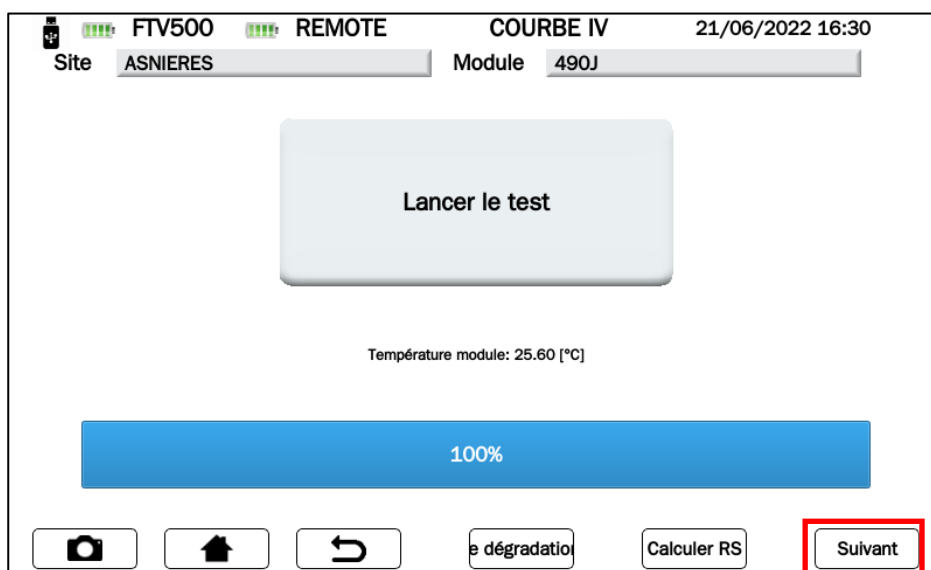 FTV500 REMOTE COURBE IV 21/06/2022 16:30
Site ASNIERES Module 490J
Lancer le test
Température module: 25.60 [°C]
100%
e dégradation Calculer RS Suivant